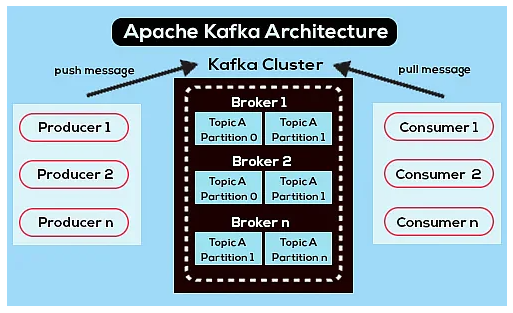 Apache Kafka Architecture
push message
Kafka Cluster
pull message
Producer 1
Producer 2
Producer n
Broker 1
Topic A
Partition 0
Topic A
Partition 1
Broker 2
Topic A
Partition 0
Topic A
Partition 1
Broker n
Topic A
Partition 1
Topic A
Partition n
Consumer 1
Consumer 2
Consumer n